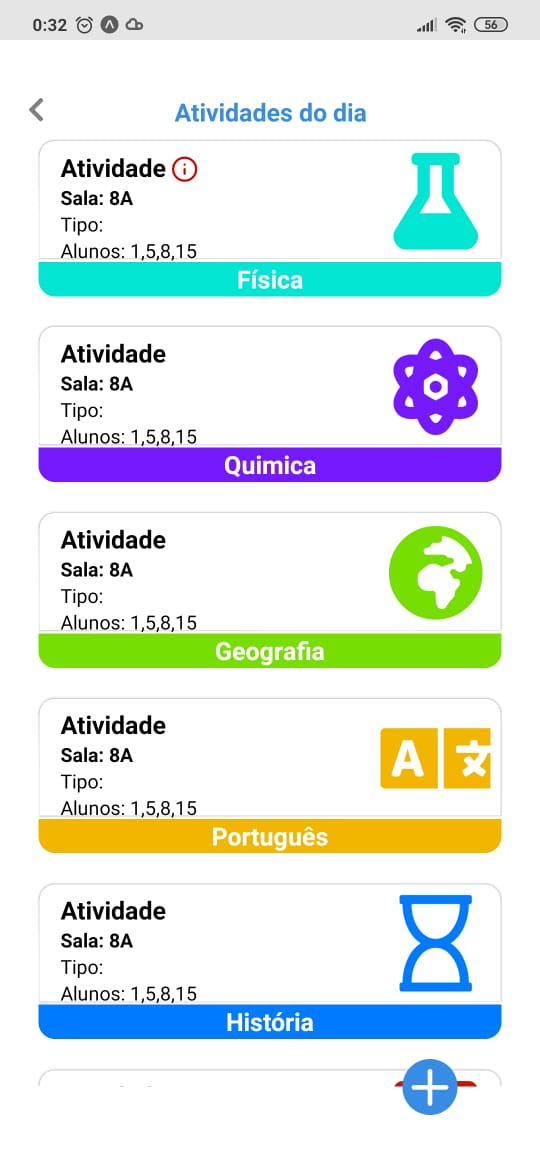 0:32
56
Atividades do dia
Atividade
Sala: 8A
Tipo:
Alunos: 1,5,8,15
Física
Atividade
Sala: 8A
Tipo:
Alunos: 1,5,8,15
Quimica
Atividade
Sala: 8A
Tipo:
Alunos: 1,5,8,15
Geografia
Atividade
Sala: 8A
Tipo:
Alunos: 1,5,8,15
A
Português
Atividade
Sala: 8A
Tipo:
Alunos: 1,5,8,15
História